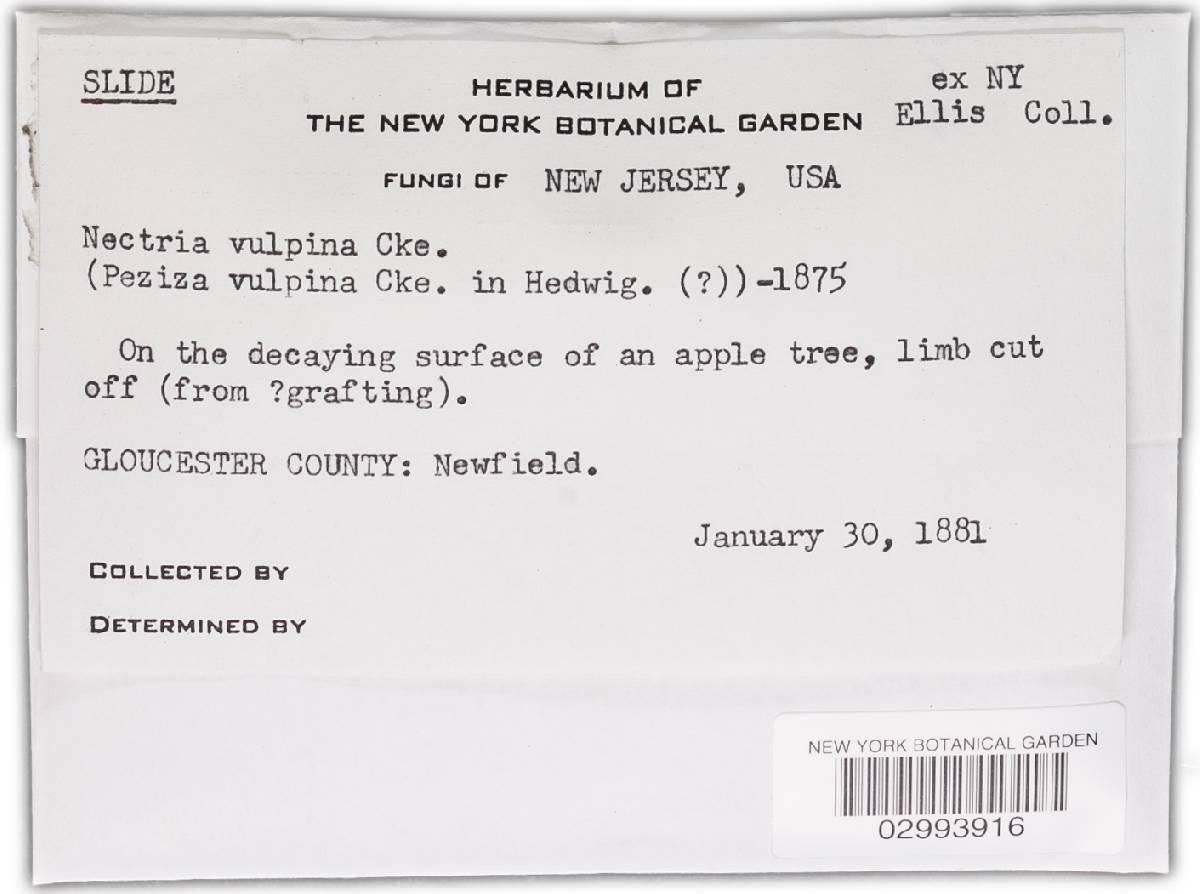 SLIDE
HERBARIUM OF
THE NEW YORK BOTANICAL GARDEN
ex NY
Ellis Coll.
FUNGI OF NEW JERSEY, USA
Nectria vulpina Cke.
(Peziza vulpina Cke. in Hedwig. (?))-1875
On the decaying surface of an apple tree, limb cut
off (from ?grafting).
GLOUCESTER COUNTY: Newfield.
January 30, 1881
COLLECTED BY
DETERMINED BY
NEW YORK BOTANICAL GARDEN
02993916